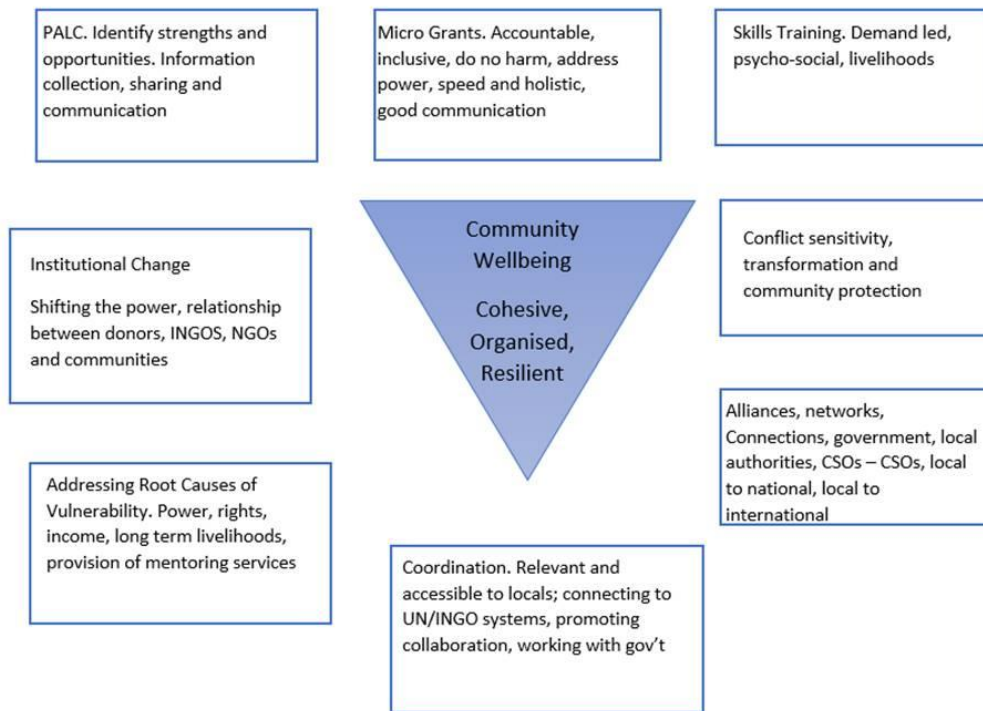 PALC. Identify strengths and
opportunities. Information
collection, sharing and
communication
Micro Grants. Accountable,
inclusive, do no harm, address
power, speed and holistic,
good communication
Skills Training. Demand led,
psycho-social, livelihoods
Institutional Change
Shifting the power, relationship
between donors, INGOS, NGOs
and communities
Community
Wellbeing
Cohesive,
Organised,
Resilient
Conflict sensitivity,
transformation and
community protection
Addressing Root Causes of
Vulnerability. Power, rights,
income, long term livelihoods,
provision of mentoring services
Alliances, networks,
Connections, government, local
authorities, CSOs – CSOs, local
to national, local to
international
Coordination. Relevant and
accessible to locals; connecting to
UN/INGO systems, promoting
collaboration, working with gov’t